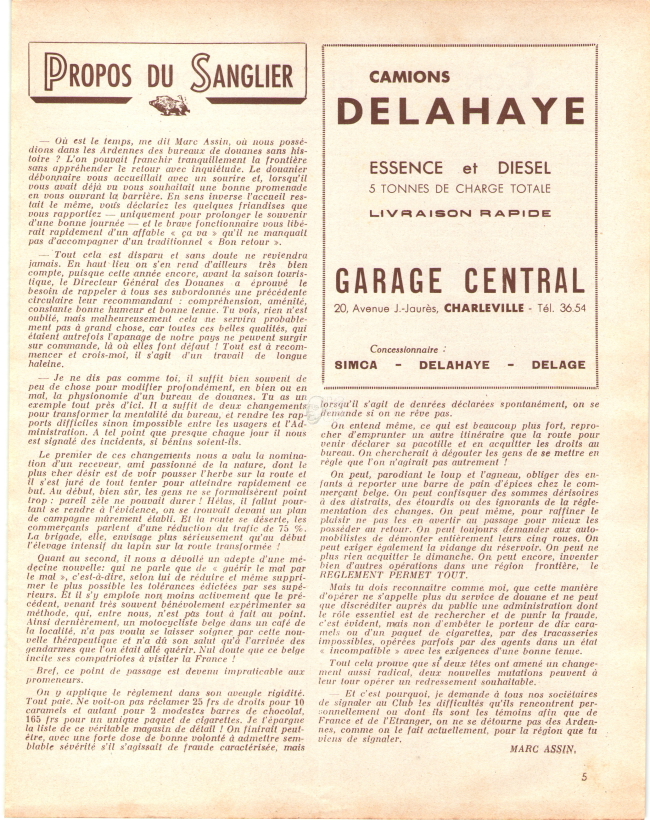 PROPOS DU SANGLIER
— Où est le temps, me dit Marc Assin, où nous possé-
dions dans les Ardennes des bureaux de douanes sans his-
toire ? L'on pouvait franchir tranquillement la frontière
sans appréhender le retour avec inquiétude. Le douanier
débonnaire vous accueillait avec un sourire et, lorsqu'il
vous avait déjà vu vous souhaitait une bonne promenade
en vous ouvrant la barrière. En sens inverse l'accueil res-
tait le même, vous déclariez les quelques friandises que
vous rapportiez — uniquement pour prolonger le souvenir
d'une bonne journée — et le brave fonctionnaire vous libé-
rait rapidement d'un affable « ça va » qu'il ne manquait
pas d'accompagner d'un traditionnel « Bon retour ».
— Tout cela est disparu et sans doute ne reviendra
jamais. En haut lieu on s'en rend d'ailleurs très bien
compte, puisque cette année encore, avant la saison touris-
tique, le Directeur Général des Douanes a éprouvé le
besoin de rappeler à tous ses subordonnés une précédente
circulaire leur recommandant : compréhension, aménité,
constante bonne humeur et bonne tenue. Tu vois, rien n'est
oublié, mais malheureusement cela ne servira probable-
ment pas à grand chose, car toutes ces belles qualités, qui
étaient autrefois l'apanage de notre pays ne peuvent surgir
sur commande, là où elles font défaut ! Tout est à recom-
mencer et crois-moi, il s'agit d'un travail de longue
haleine.
— Je ne dis pas comme toi, il suffit bien souvent de
peu de chose pour modifier profondément, en bien ou en
mal, la physionomie d'un bureau de douanes. Tu as un
exemple tout près d'ici. Il a suffit de deux changements
pour transformer la mentalité du bureau, et rendre les rap-
ports difficiles sinon impossible entre les usagers et l'Ad-
ministration. A tel point que presque chaque jour il nous
est signalé des incidents, si bénins soient-ils.
Le premier de ces changements nous a valu la nomina-
tion d'un receveur, ami passionné de la nature, dont le
plus cher désir est de voir pousser l'herbe sur la route et
il s'est juré de tout tenter pour atteindre rapidement ce
but. Au début, bien sûr, les gens ne se formalisèrent point
trop : pareil zèle ne pouvait durer ! Hélas, il fallut pour-
tant se rendre à l'évidence, on se trouvait devant un plan
de campagne mûrement établi. Et la route se déserte, les
commerçants parlent d'une réduction du trafic de 75 %.
La brigade, elle, envisage plus sérieusement qu'au début
l'élevage intensif du lapin sur la route transformée !
Quant au second, il nous a dévoilé un adepte d'une mé-
decine nouvelle: qui ne parle que de « guérir le mal par
le mal », c'est-à-dire, selon lui de réduire et même suppri-
mer le plus possible les tolérances édictées par ses supé-
rieurs. Et il s'y emploie non moins activement que le pré-
cédent, venant très souvent bénévolement expérimenter sa
méthode, qui, entre nous, n'est pas tout à fait au point.
Ainsi dernièrement, un motocycliste belge dans un café de
la localité, n'a pas voulu se laisser soigner par cette nou-
velle thérapeutique et n'a dû son salut qu'à l'arrivée des
gendarmes que l'on était allé quérir. Nul doute que ce belge
incite ses compatriotes à visiter la France !
Bref, ce point de passage est devenu impraticable aux
promeneurs.
On y applique le règlement dans son aveugle rigidité.
Tout paie. Ne voit-on pas réclamer 25 frs de droits pour 10
caramels et autant pour 2 modestes barres de chocolat,
165 frs pour un unique paquet de cigarettes. Je t'épargne
la liste de ce véritable magasin de détail ! On finirait peut-
être, avec une forte dose de bonne volonté à admettre sem-
blable sévérité s'il s'agissait de fraude caractérisée, mais
CAMIONS
DELAHAYE
ESSENCE et DIESEL
5 TONNES DE CHARGE TOTALE
LIVRAISON RAPIDE
GARAGE CENTRAL
20, Avenue J.-Jaurès, CHARLEVILLE - Tél. 36.54
Concessionnaire :
SIMCA - DELAHAYE - DELAGE
lorsqu'il s'agit de denrées déclarées spontanément, on se
demande si on ne rêve pas.
On entend même, ce qui est beaucoup plus fort, repro-
cher d'emprunter un autre itinéraire que la route pour
venir déclarer sa pacotille et en acquitter les droits au
bureau. On chercherait à dégouter les gens de se mettre en
règle que l'on n'agirait pas autrement !
On peut, parodiant le loup et l'agneau, obliger des en-
fants à reporter une barre de pain d'épices chez le com-
merçant belge. On peut confisquer des sommes dérisoires
à des distraits, des étourdis ou des ignorants de la régle-
mentation des changes. On peut même, pour raffiner le
plaisir ne pas les en avertir au passage pour mieux les
posséder au retour. On peut toujours demander aux auto-
mobilistes de démonter entièrement leurs cinq roues. On
peut exiger également la vidange du réservoir. On peut ne
plus rien acquitter le dimanche. On peut encore, inventer
bien d'autres opérations dans une région frontière, le
REGLEMENT PERMET TOUT.
Mais tu dois reconnaître comme moi, que cette manière
d'opérer ne s'appelle plus du service de douane et ne peut
que discréditer auprès du public une administration dont
le rôle essentiel est de rechercher et de punir la fraude,
c'est évident, mais non d'embêter le porteur de dix cara-
mels ou d'un paquet de cigarettes, par des tracasseries
impossibles, opérées parfois par des agents dans un état
« incompatible » avec les exigences d'une bonne tenue.
Tout cela prouve que si deux têtes ont amené un change-
ment aussi radical, deux nouvelles mutations peuvent à
leur tour opérer un redressement souhaitable.
— Et c'est pourquoi, je demande à tous nos sociétaires
de signaler au Club les difficultés qu'ils rencontrent per-
sonnellement ou dont ils sont les témoins afin que de
France et de l'Etranger, on ne se détourne pas des Arden-
nes, comme on le fait actuellement, pour la région que tu
viens de signaler.
MARC ASSIN,
5